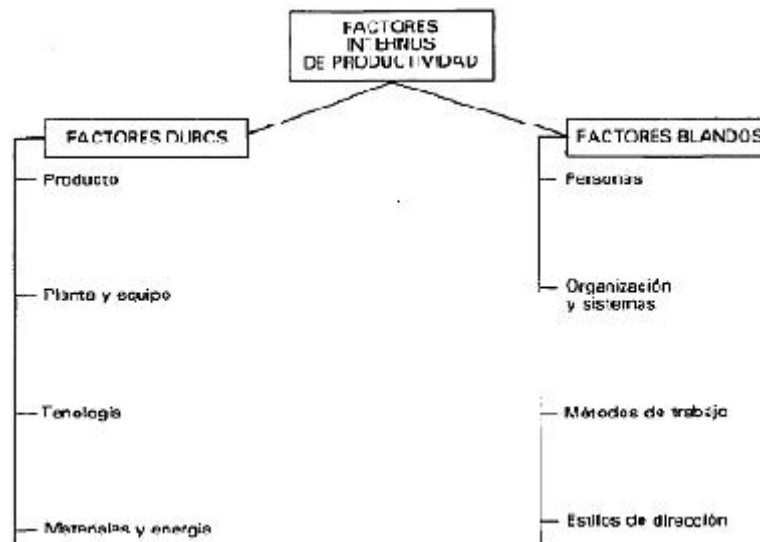 FACTORES
INTERNOS
DE PRODUCTIVIDAD
FACTORES DUROS
FACTORES BLANDOS
Producto
Personas
Planta y equipo
Organización
y sistemas
Tenología
Métodos de trabajo
Materiales y energía
Estilos de dirección